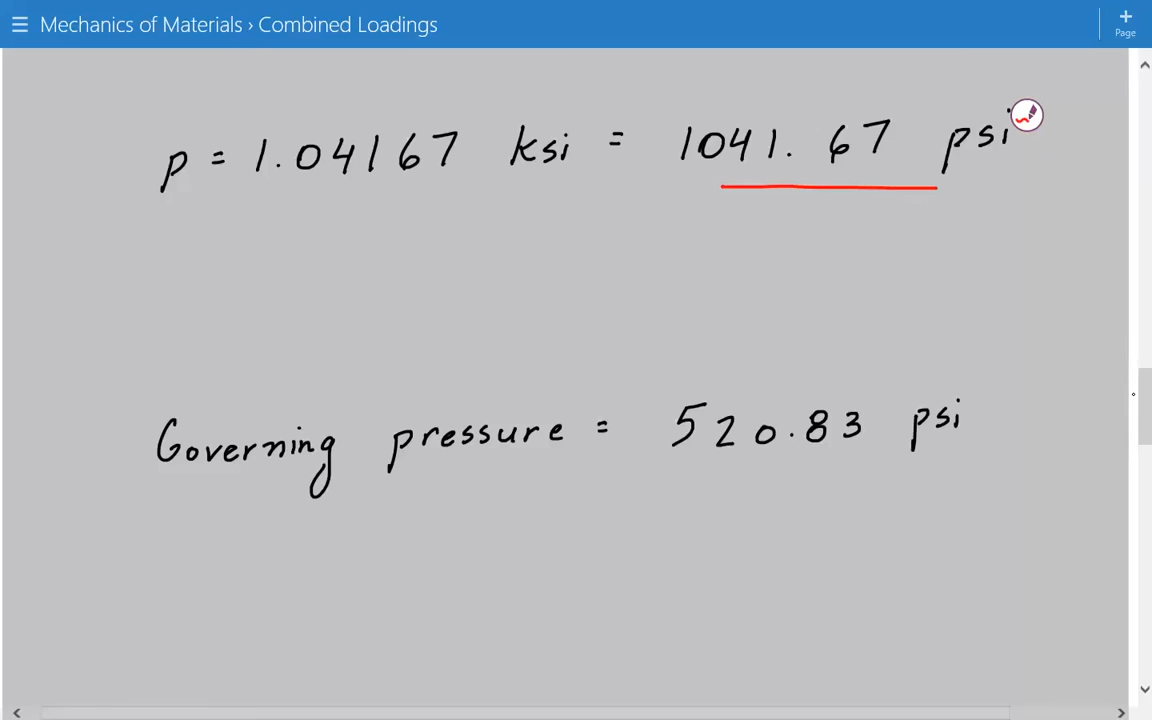 Mechanics of Materials › Combined Loadings
Page
p = 1.04167 ksi = 1041.67 psi
Governing pressure = 520.83 psi